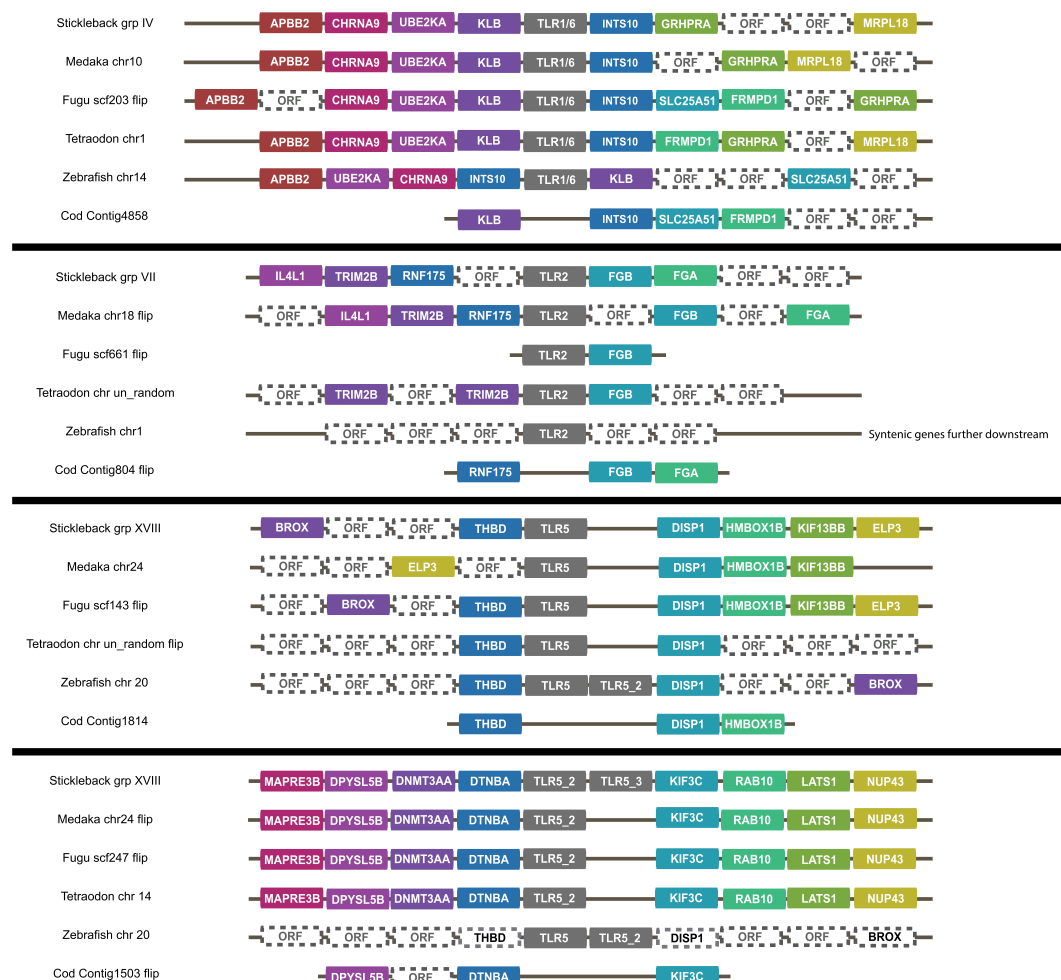 Stickleback grp IV APBB2 CHRNA9 UBE2KA KLB TLR1/6 INTS10 GRHPRA ORF ORF MRPL18
Medaka chr10 APBB2 CHRNA9 UBE2KA KLB TLR1/6 INTS10 ORF GRHPRA MRPL18 ORF
Fugu scf203 flip APBB2 ORF CHRNA9 UBE2KA KLB TLR1/6 INTS10 SLC25A51 FRMPD1 ORF GRHPRA
Tetraodon chr1 APBB2 CHRNA9 UBE2KA KLB TLR1/6 INTS10 FRMPD1 GRHPRA ORF MRPL18
Zebrafish chr14 APBB2 UBE2KA CHRNA9 INTS10 TLR1/6 KLB ORF ORF SLC25A51 ORF
Cod Contig4858 KLB INTS10 SLC25A51 FRMPD1 ORF ORF
Stickleback grp VII IL4L1 TRIM2B RNF175 ORF TLR2 FGB FGA ORF ORF
Medaka chr18 flip ORF IL4L1 TRIM2B RNF175 TLR2 ORF FGB ORF FGA
Fugu scf661 flip TLR2 FGB
Tetraodon chr un_random ORF TRIM2B ORF TRIM2B TLR2 FGB ORF ORF
Zebrafish chr1 ORF ORF ORF TLR2 ORF ORF Syntenic genes further downstream
Cod Contig804 flip RNF175 FGB FGA
Stickleback grp XVIII BROX ORF ORF THBD TLR5 DISP1 HMBOX1B KIF13BB ELP3
Medaka chr24 ORF ORF ELP3 ORF TLR5 DISP1 HMBOX1B KIF13BB
Fugu scf143 flip ORF BROX ORF THBD TLR5 DISP1 HMBOX1B KIF13BB ELP3
Tetraodon chr un_random flip ORF ORF ORF THBD TLR5 DISP1 ORF ORF ORF
Zebrafish chr 20 ORF ORF ORF THBD TLR5 TLR5_2 DISP1 ORF ORF BROX
Cod Contig1814 THBD DISP1 HMBOX1B
Stickleback grp XVIII MAPRE3B DPYSL5B DNMT3AA DTNBA TLR5_2 TLR5_3 KIF3C RAB10 LATS1 NUP43
Medaka chr24 flip MAPRE3B DPYSL5B DNMT3AA DTNBA TLR5_2 KIF3C RAB10 LATS1 NUP43
Fugu scf247 flip MAPRE3B DPYSL5B DNMT3AA DTNBA TLR5_2 KIF3C RAB10 LATS1 NUP43
Tetraodon chr 14 MAPRE3B DPYSL5B DNMT3AA DTNBA TLR5_2 KIF3C RAB10 LATS1 NUP43
Zebrafish chr 20 ORF ORF ORF THBD TLR5 TLR5_2 DISP1 ORF ORF BROX
Cod Contig1503 flip DPYSL5B ORF DTNBA KIF3C